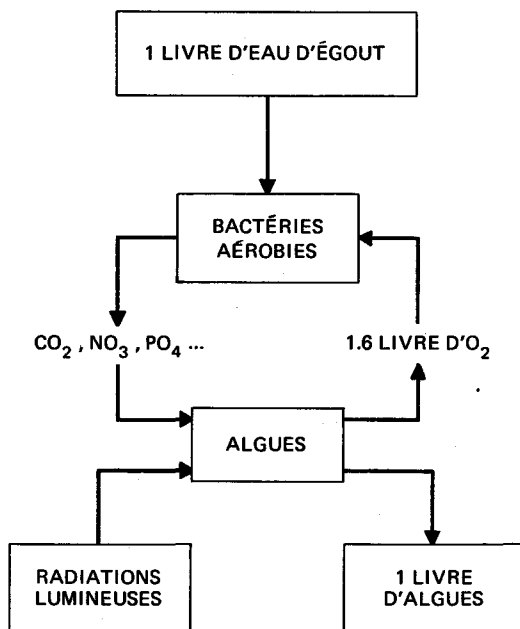 1 LIVRE D'EAU D'ÉGOUT
BACTÉRIES
AÉROBIES
CO₂ , NO₃ , PO₄ ...
1.6 LIVRE D'O₂
ALGUES
RADIATIONS
LUMINEUSES
1 LIVRE
D'ALGUES